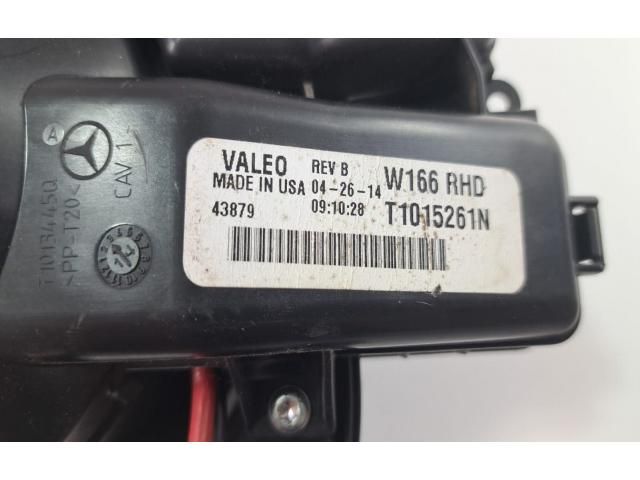 VALEO REV B W166 RHD
MADE IN USA 04-26-14
43879 09:10:28 T1015261N
A
CAV 1
>PP-T20<
T1013445Q